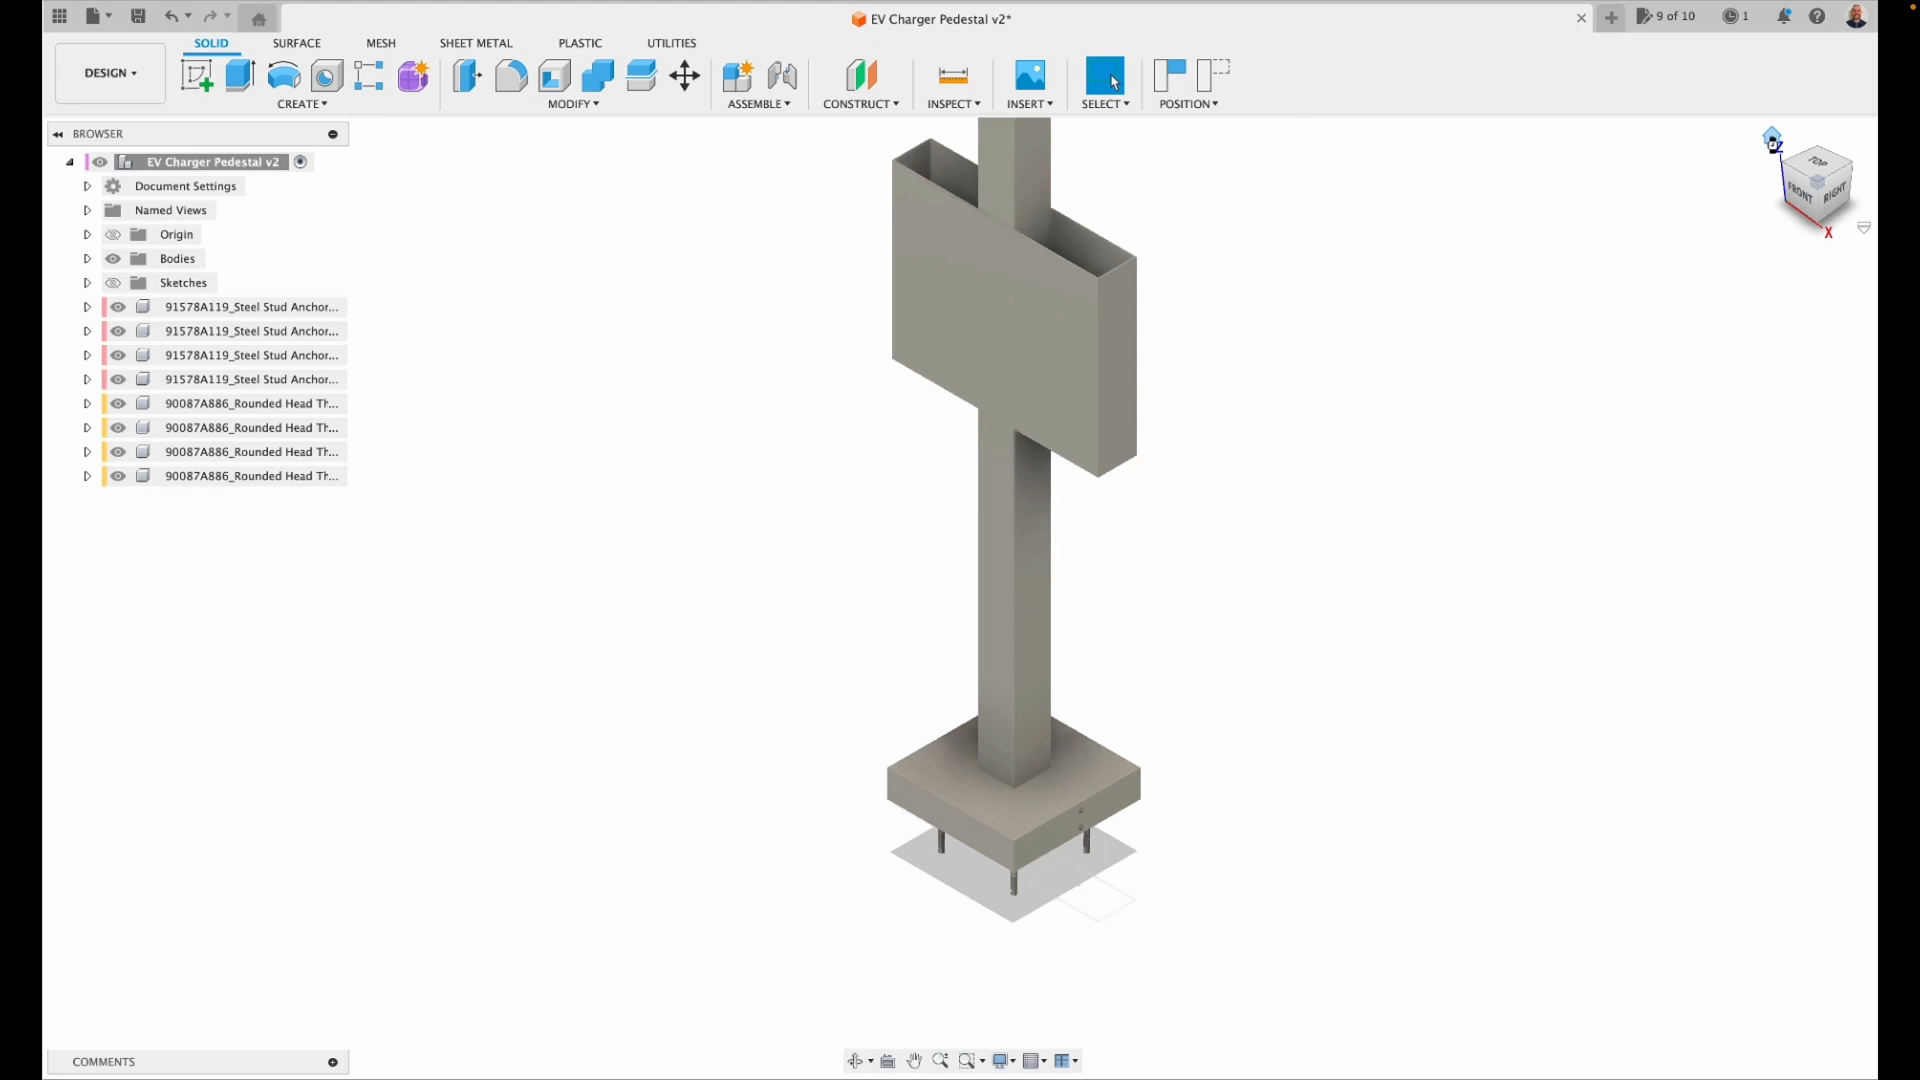 EV Charger Pedestal v2*
9 of 10
1
DESIGN
SOLID
SURFACE
MESH
SHEET METAL
PLASTIC
UTILITIES
CREATE
MODIFY
ASSEMBLE
CONSTRUCT
INSPECT
INSERT
SELECT
POSITION
BROWSER
EV Charger Pedestal v2
Document Settings
Named Views
Origin
Bodies
Sketches
91578A119_Steel Stud Anchor...
91578A119_Steel Stud Anchor...
91578A119_Steel Stud Anchor...
91578A119_Steel Stud Anchor...
90087A886_Rounded Head Th...
90087A886_Rounded Head Th...
90087A886_Rounded Head Th...
90087A886_Rounded Head Th...
Z
TOP
FRONT
RIGHT
X
COMMENTS